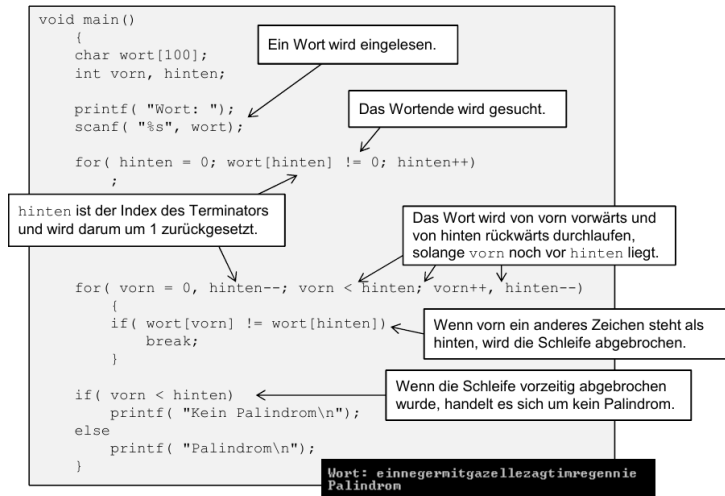 void main()
{
Ein Wort wird eingelesen.
char wort[100];
int vorn, hinten;
printf( "Wort: ");
Das Wortende wird gesucht.
scanf( "%s", wort);
for( hinten = 0; wort[hinten] != 0; hinten++)
;
hinten ist der Index des Terminators
und wird darum um 1 zurückgesetzt.
Das Wort wird von vorn vorwärts und
von hinten rückwärts durchlaufen,
solange vorn noch vor hinten liegt.
for( vorn = 0, hinten--; vorn < hinten; vorn++, hinten--)
{
if( wort[vorn] != wort[hinten])
break;
}
Wenn vorn ein anderes Zeichen steht als
hinten, wird die Schleife abgebrochen.
if( vorn < hinten)
printf( "Kein Palindrom\n");
else
printf( "Palindrom\n");
}
Wenn die Schleife vorzeitig abgebrochen
wurde, handelt es sich um kein Palindrom.
Wort: einnegermitgazellezagtimregennie
Palindrom